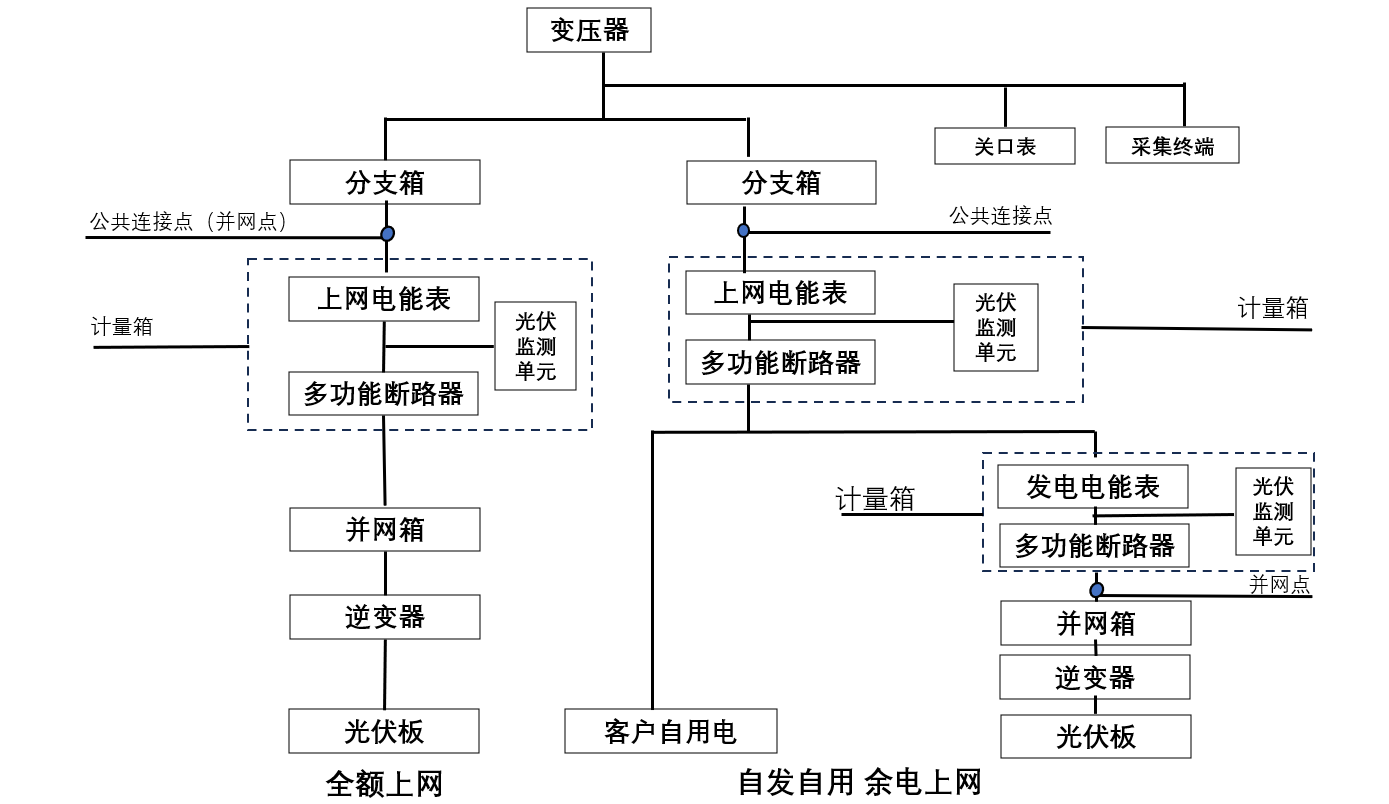 变压器
关口表
采集终端
分支箱
分支箱
公共连接点（并网点）
公共连接点
上网电能表
光伏
监测
单元
计量箱
多功能断路器
上网电能表
光伏
监测
单元
计量箱
多功能断路器
并网箱
逆变器
光伏板
全额上网
计量箱
发电电能表
光伏
监测
单元
多功能断路器
并网点
并网箱
逆变器
光伏板
客户自用电
自发自用 余电上网